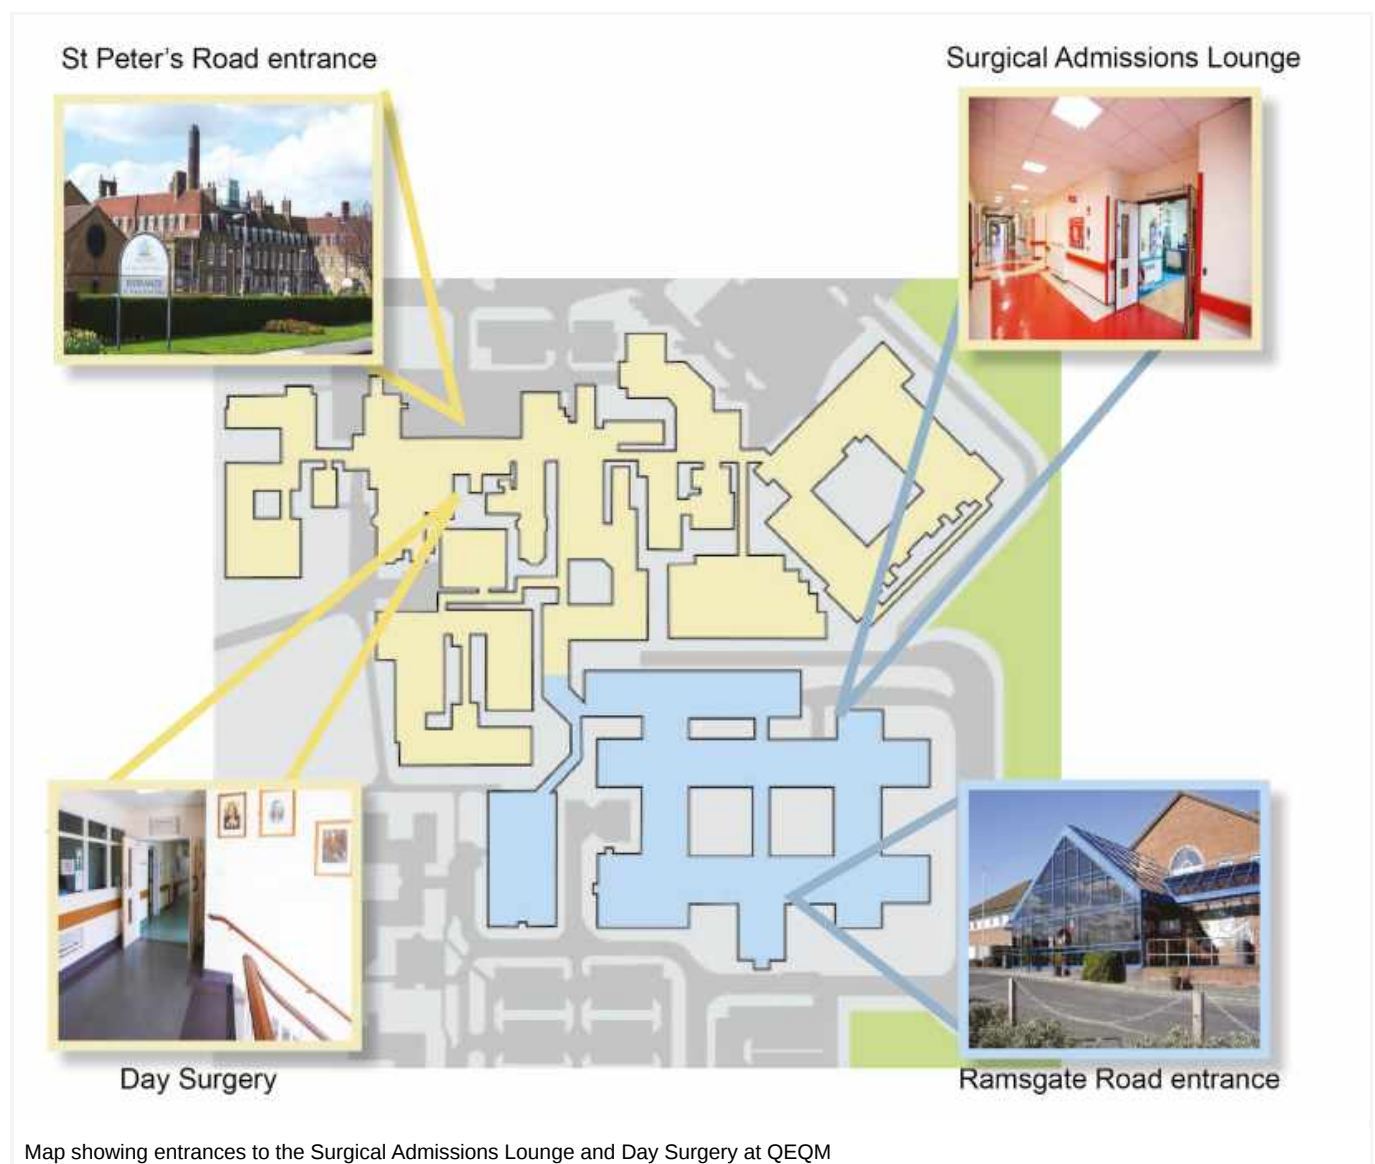 St Peter’s Road entrance
Surgical Admissions Lounge
ENTRANCE
Day Surgery
Ramsgate Road entrance
Map showing entrances to the Surgical Admissions Lounge and Day Surgery at QEQM